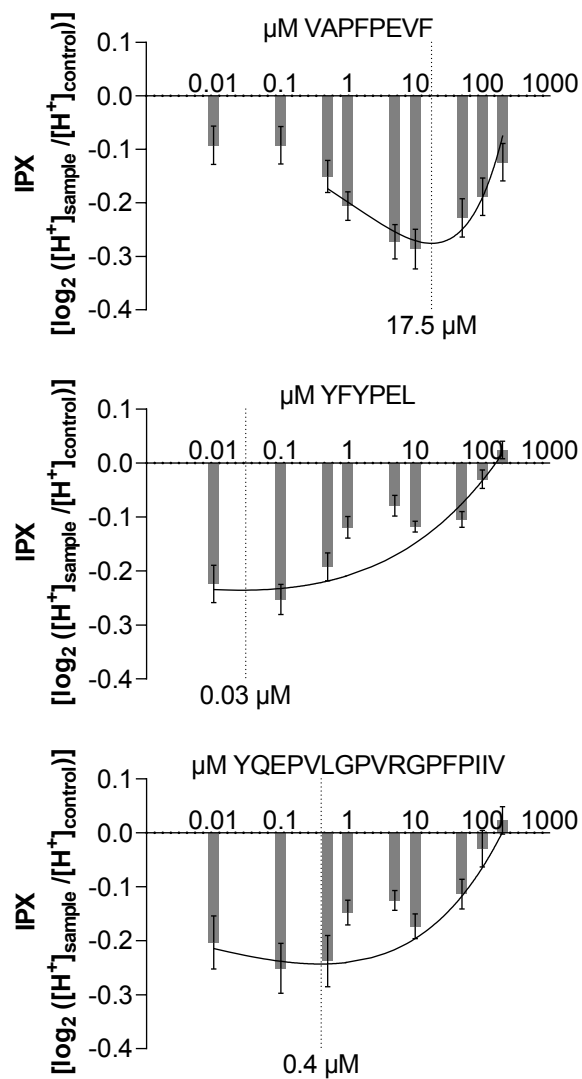 µM VAPFPEVF
0.1
0.01 0.1 1 10 100 1000
0.0
-0.1
-0.2
-0.3
-0.4
IPX
[log2 ([H+]sample /[H+]control)]
17.5 µM
µM YFYPEL
0.1
0.01 0.1 1 10 100 1000
0.0
-0.1
-0.2
-0.3
-0.4
IPX
[log2 ([H+]sample /[H+]control)]
0.03 µM
µM YQEPVLGPVRGPFPIIV
0.1
0.01 0.1 1 10 100 1000
0.0
-0.1
-0.2
-0.3
-0.4
IPX
[log2 ([H+]sample /[H+]control)]
0.4 µM